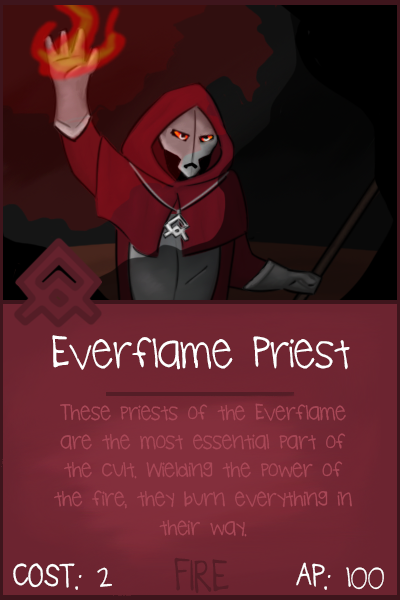 Everflame Priest
These priests of the Everflame
are the most essential part of
the cult. Wielding the power of
the fire, they burn everything in
their way.
COST: 2 FIRE AP: 100